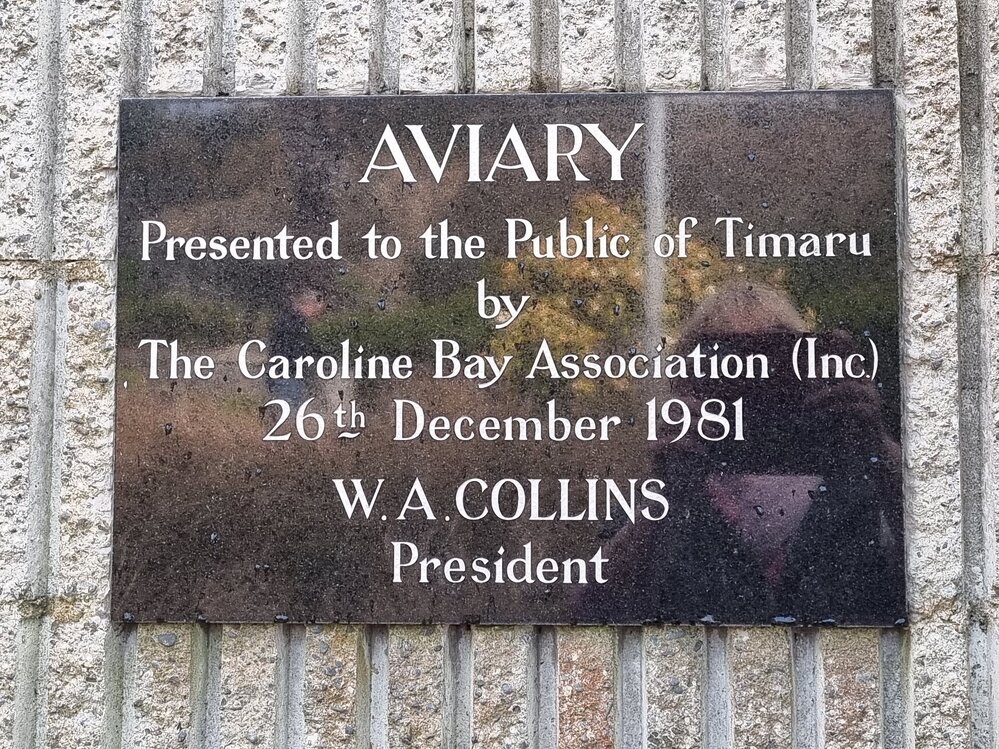 AVIARY
Presented to the Public of Timaru
by
The Caroline Bay Association (Inc.)
26th December 1981
W. A. COLLINS
President